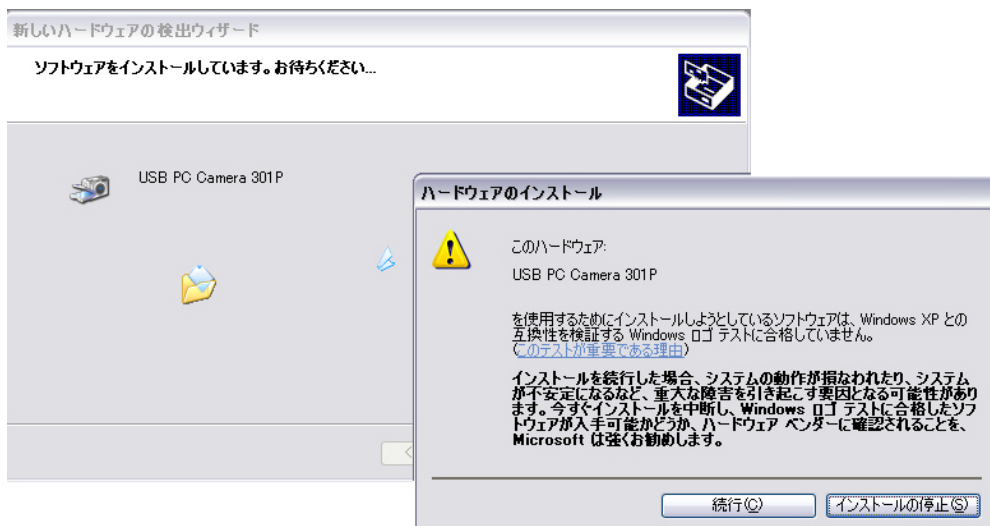 新しいハードウェアの検出ウィザード
ソフトウェアをインストールしています。お待ちください...
USB PC Camera 301P
ハードウェアのインストール
このハードウェア:
USB PC Camera 301P
を使用するためにインストールしようとしているソフトウェアは、Windows XP との
互換性を検証する Windows ロゴ テストに合格していません。
(このテストが重要である理由)
インストールを続行した場合、システムの動作が損なわれたり、システム
が不安定になるなど、重大な障害を引き起こす要因となる可能性があり
ます。今すぐインストールを中断し、Windows ロゴ テストに合格したソフ
トウェアが入手可能かどうか、ハードウェア ベンダーに確認されることを、
Microsoft は強くお勧めします。
<
続行(C)
インストールの停止(S)